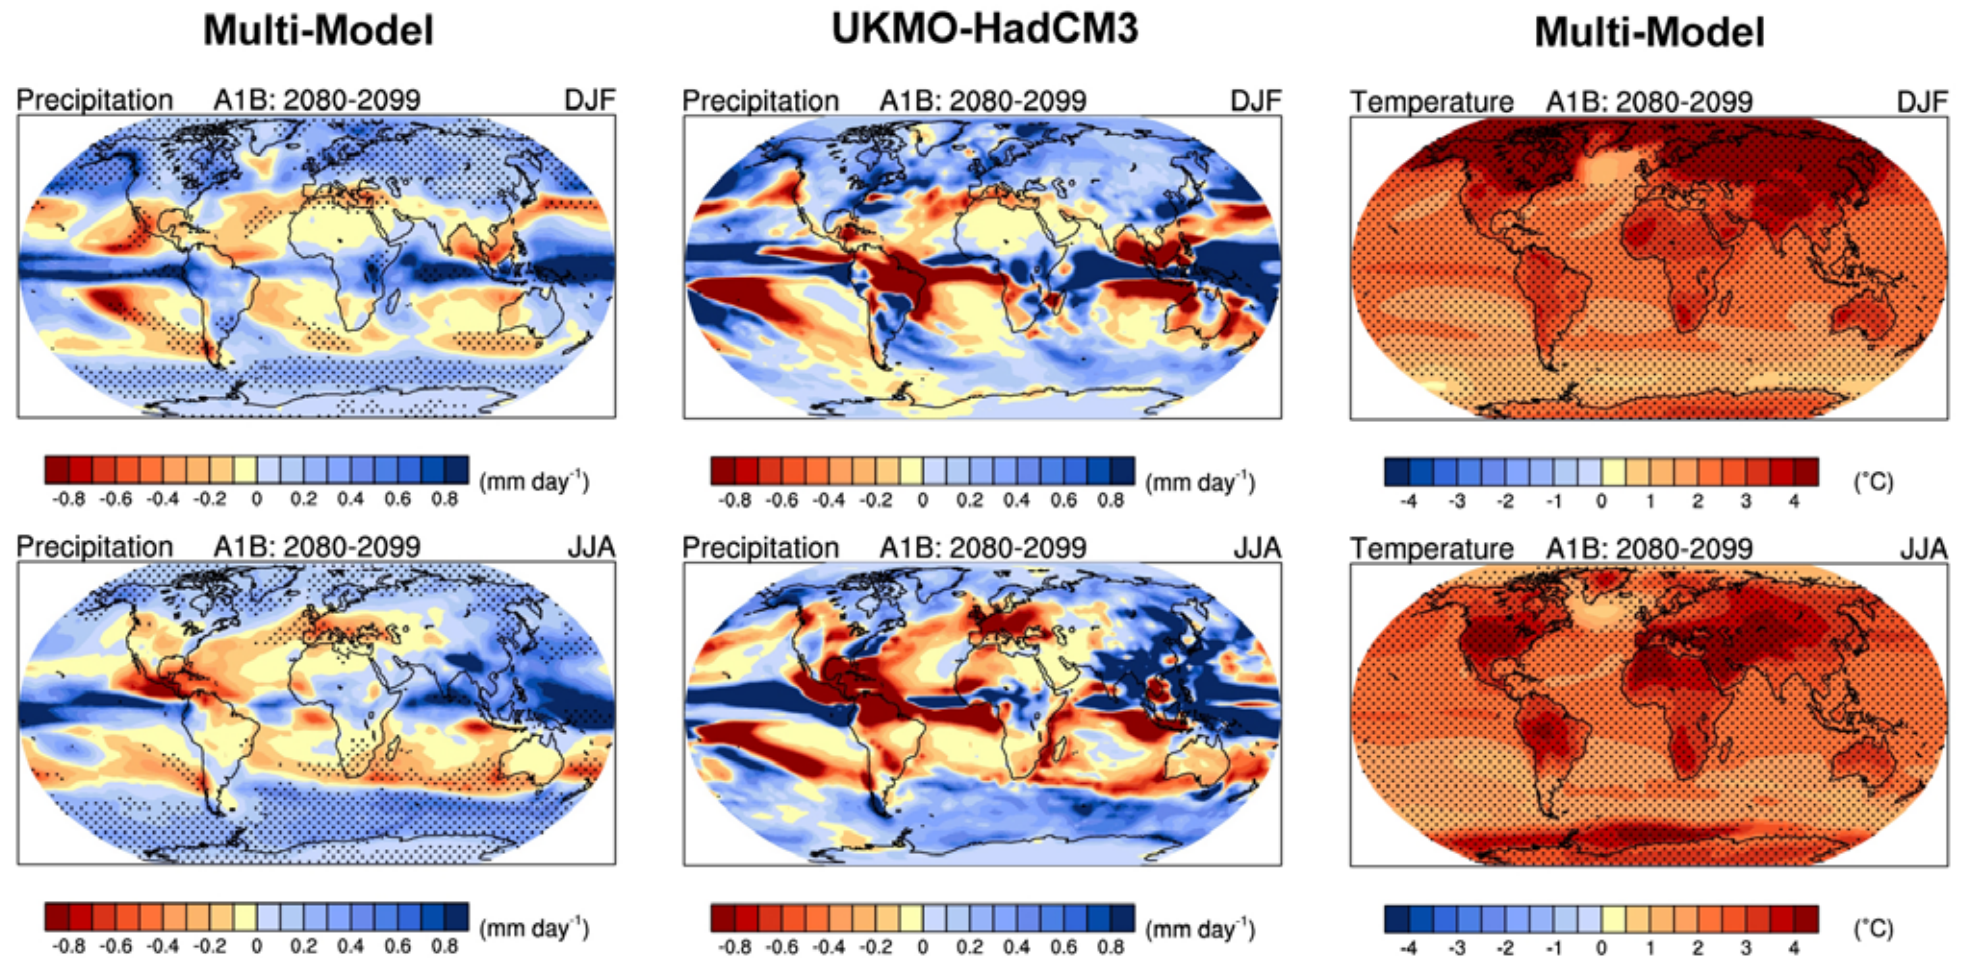 Multi-Model UKMO-HadCM3 Multi-Model
Precipitation A1B: 2080-2099 DJF
Precipitation A1B: 2080-2099 DJF
Temperature A1B: 2080-2099 DJF
-0.8 -0.6 -0.4 -0.2 0 0.2 0.4 0.6 0.8 (mm day⁻¹)
-0.8 -0.6 -0.4 -0.2 0 0.2 0.4 0.6 0.8 (mm day⁻¹)
-4 -3 -2 -1 0 1 2 3 4 (°C)
Precipitation A1B: 2080-2099 JJA
Precipitation A1B: 2080-2099 JJA
Temperature A1B: 2080-2099 JJA
-0.8 -0.6 -0.4 -0.2 0 0.2 0.4 0.6 0.8 (mm day⁻¹)
-0.8 -0.6 -0.4 -0.2 0 0.2 0.4 0.6 0.8 (mm day⁻¹)
-4 -3 -2 -1 0 1 2 3 4 (°C)